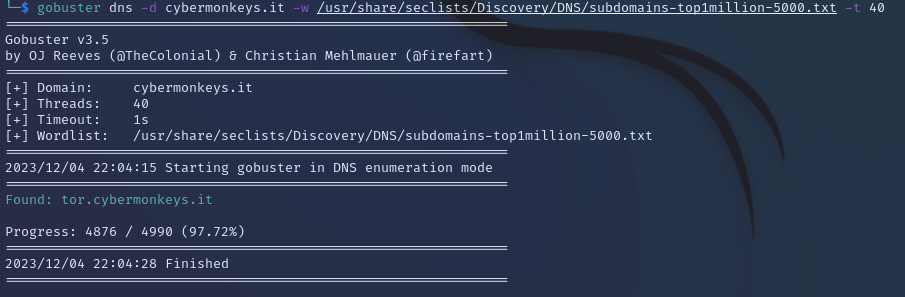 └─$ gobuster dns -d cybermonkeys.it -w /usr/share/seclists/Discovery/DNS/subdomains-top1million-5000.txt -t 40
===============================================================
Gobuster v3.5
by OJ Reeves (@TheColonial) & Christian Mehlmauer (@firefart)
===============================================================
[+] Domain:     cybermonkeys.it
[+] Threads:    40
[+] Timeout:    1s
[+] Wordlist:   /usr/share/seclists/Discovery/DNS/subdomains-top1million-5000.txt
===============================================================
2023/12/04 22:04:15 Starting gobuster in DNS enumeration mode
===============================================================
Found: tor.cybermonkeys.it
Progress: 4876 / 4990 (97.72%)
===============================================================
2023/12/04 22:04:28 Finished
===============================================================